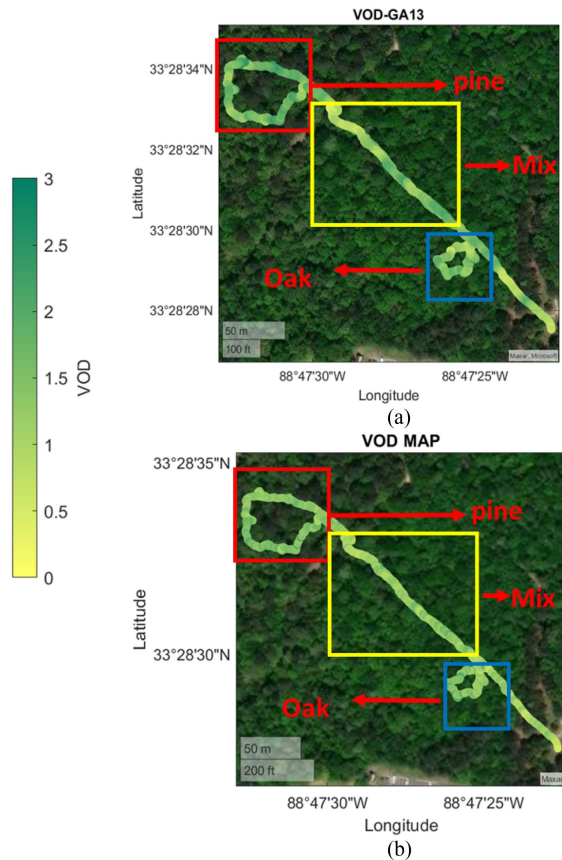 VOD-GA13
33°28'34"N
33°28'32"N
33°28'30"N
33°28'28"N
Latitude
pine
Mix
Oak
50 m
100 ft
Maxar, Microsoft
88°47'30"W
88°47'25"W
Longitude
(a)
3
2.5
2
1.5
1
0.5
0
VOD
VOD MAP
33°28'35"N
33°28'30"N
Latitude
pine
Mix
Oak
50 m
200 ft
Maxar
88°47'30"W
88°47'25"W
Longitude
(b)